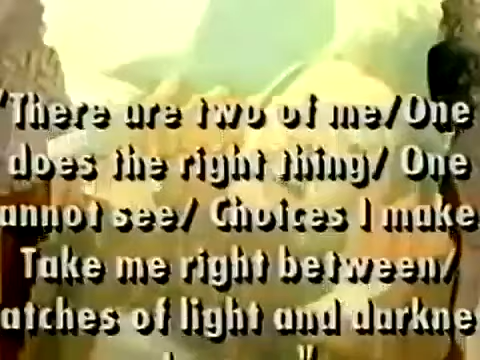 "There are two of me/One
does the right thing/ One
annot see/ Choices I make
Take me right between/
atches of light and darkne